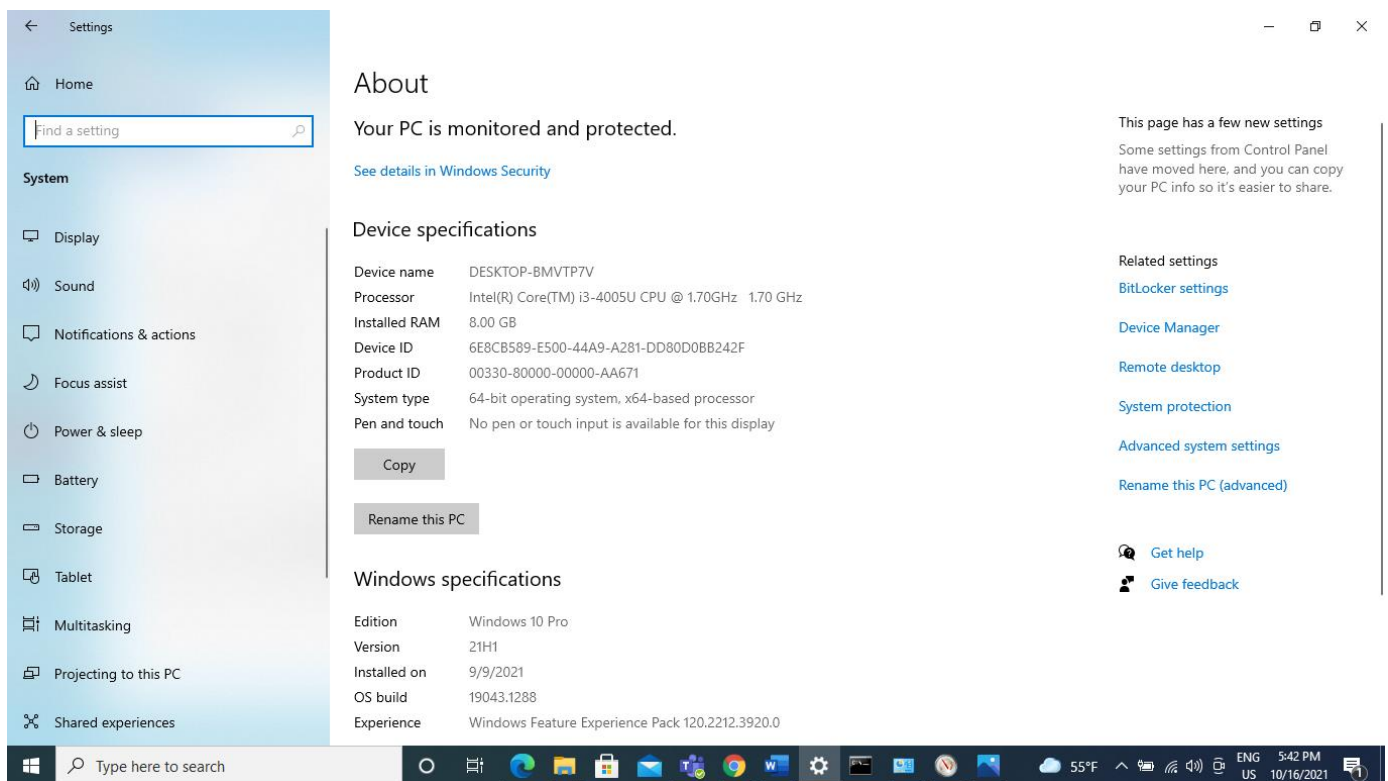 Settings
Home
Find a setting
System
Display
Sound
Notifications & actions
Focus assist
Power & sleep
Battery
Storage
Tablet
Multitasking
Projecting to this PC
Shared experiences
About
Your PC is monitored and protected.
See details in Windows Security
Device specifications
Device name DESKTOP-BMVTP7V
Processor Intel(R) Core(TM) i3-4005U CPU @ 1.70GHz 1.70 GHz
Installed RAM 8.00 GB
Device ID 6E8CB589-E500-44A9-A281-DD80D0BB242F
Product ID 00330-80000-00000-AA671
System type 64-bit operating system, x64-based processor
Pen and touch No pen or touch input is available for this display
Copy
Rename this PC
Windows specifications
Edition Windows 10 Pro
Version 21H1
Installed on 9/9/2021
OS build 19043.1288
Experience Windows Feature Experience Pack 120.2212.3920.0
This page has a few new settings
Some settings from Control Panel
have moved here, and you can copy
your PC info so it's easier to share.
Related settings
BitLocker settings
Device Manager
Remote desktop
System protection
Advanced system settings
Rename this PC (advanced)
Get help
Give feedback
Type here to search
55°F
ENG
US
5:42 PM
10/16/2021
1